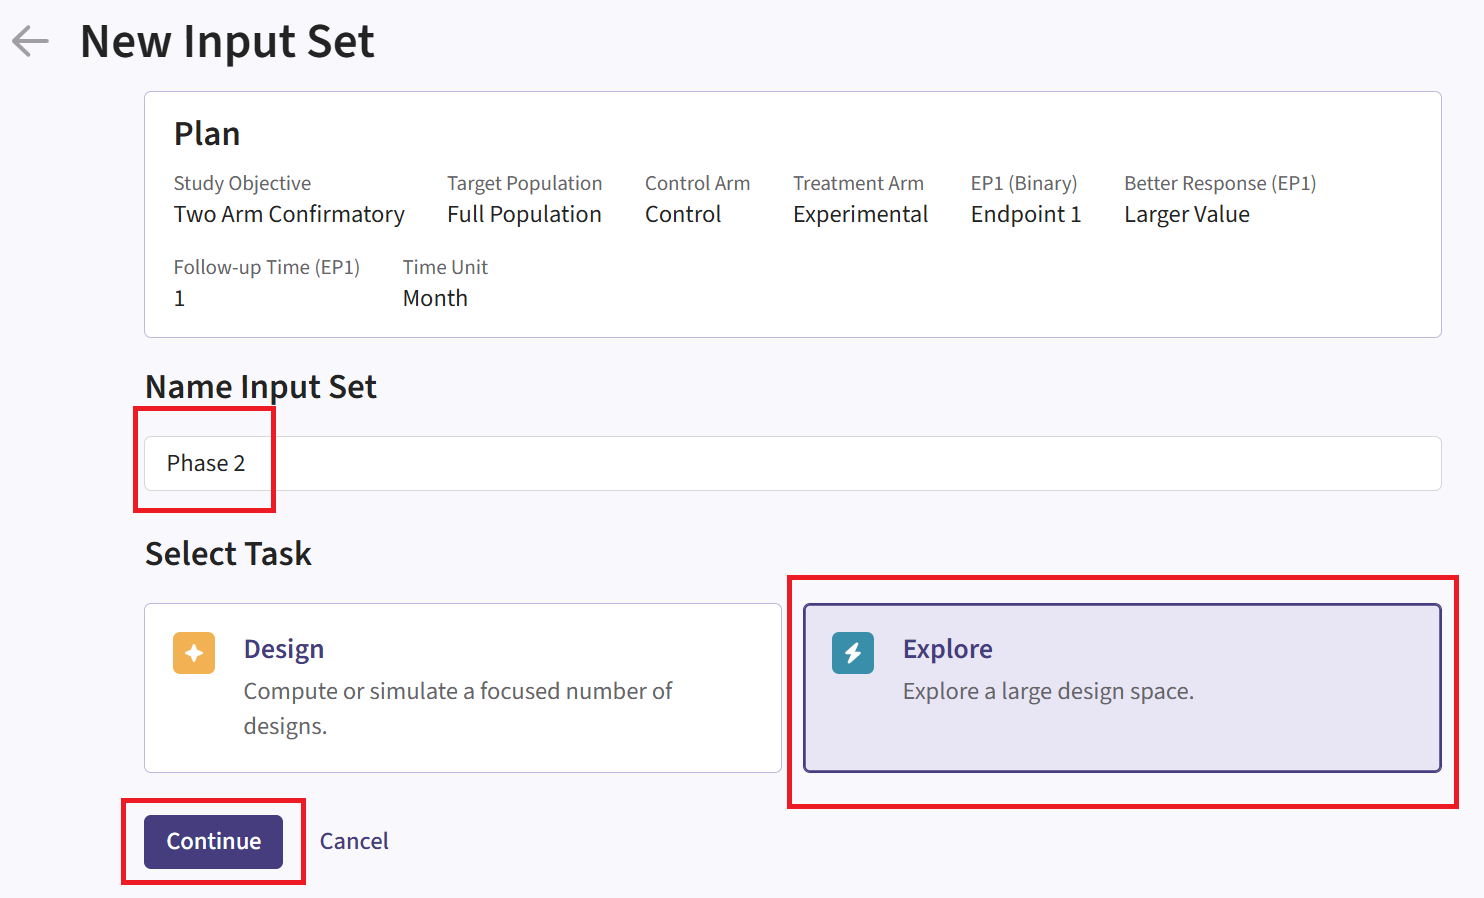 New Input Set
Plan
Study Objective
Two Arm Confirmatory
Target Population
Full Population
Control Arm
Control
Treatment Arm
Experimental
EP1 (Binary)
Endpoint 1
Better Response (EP1)
Larger Value
Follow-up Time (EP1)
1
Time Unit
Month
Name Input Set
Phase 2
Select Task
Design
Compute or simulate a focused number of
designs.
Explore
Explore a large design space.
Continue
Cancel